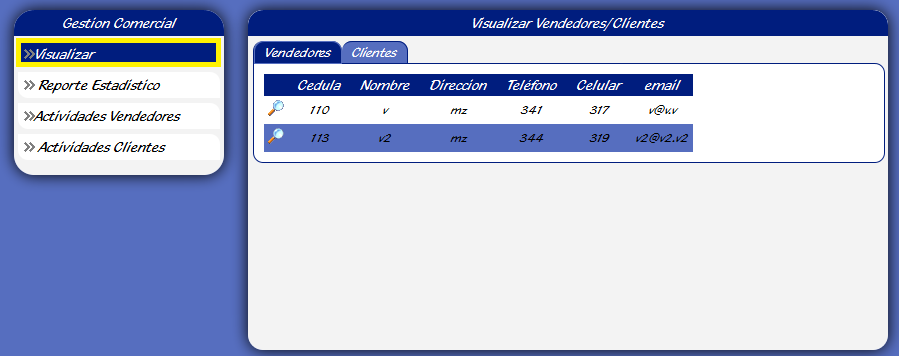 Gestion Comercial
»Visualizar
» Reporte Estadistico
»Actividades Vendedores
» Actividades Clientes
Visualizar Vendedores/Clientes
Vendedores Clientes
Cedula Nombre Direccion Teléfono Celular email
110 v mz 341 317 v@v.v
113 v2 mz 344 319 v2@v2.v2